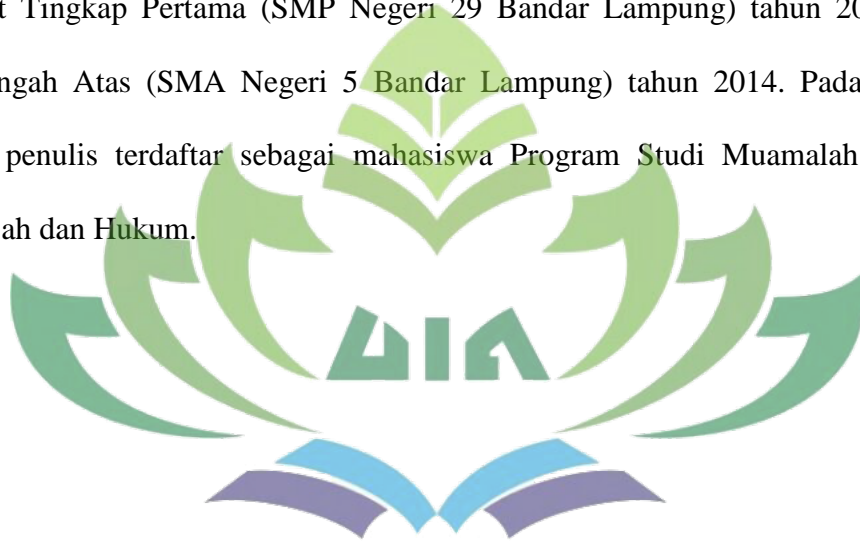 t Tingkap Pertama (SMP Negeri 29 Bandar Lampung) tahun 20
ngah Atas (SMA Negeri 5 Bandar Lampung) tahun 2014. Pada
penulis terdaftar sebagai mahasiswa Program Studi Muamalah
ah dan Hukum.
UIN